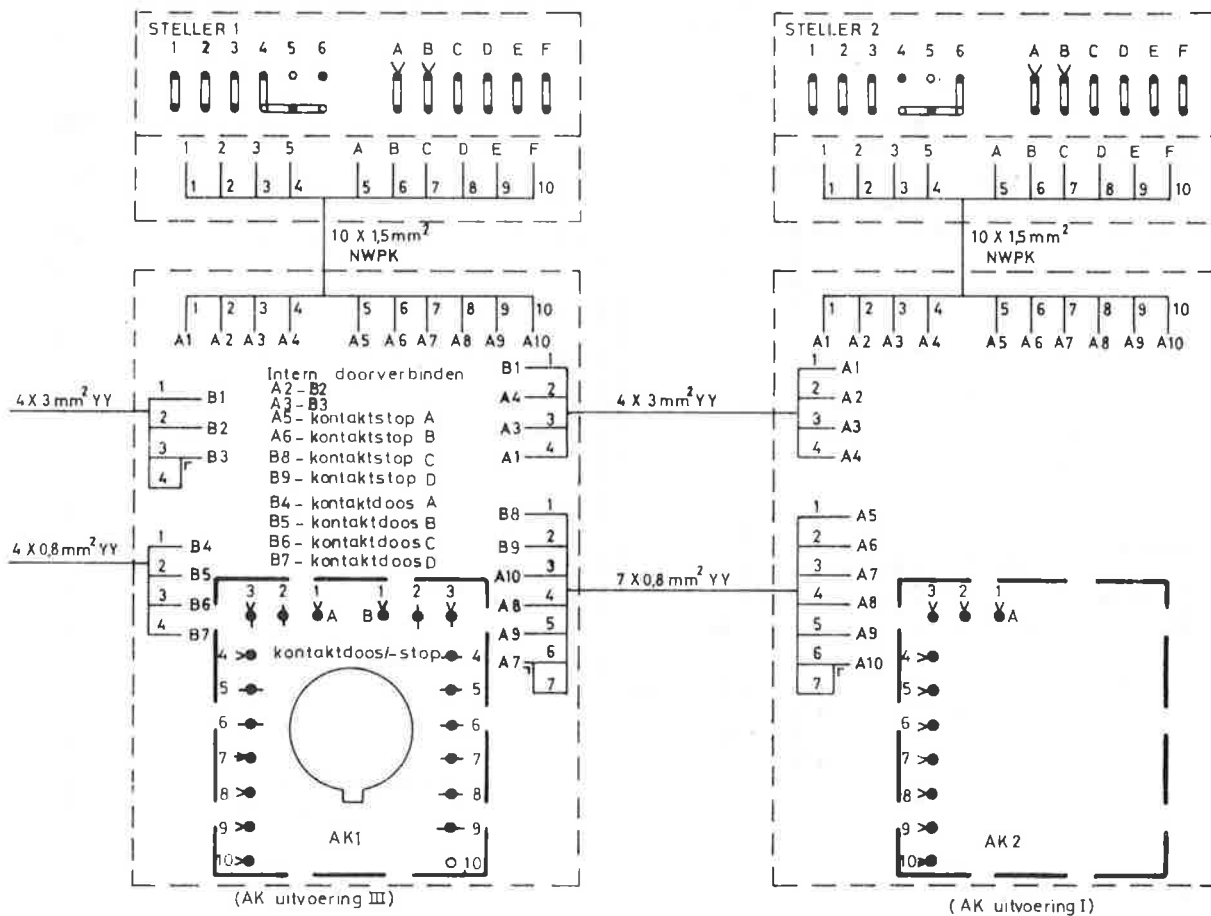 STELLER 1
1 2 3 4 5 6 A B C D E F
1 2 3 5 A B C D E F
1 2 3 4 5 6 7 8 9 10
10 X 1,5mm²
NWPK
1 2 3 4 5 6 7 8 9 10
A1 A2 A3 A4 A5 A6 A7 A8 A9 A10
Intern doorverbinden
A2 - B2
A3 - B3
A5 - kontaktstop A
A6 - kontaktstop B
B8 - kontaktstop C
B9 - kontaktstop D
B4 - kontaktdoos A
B5 - kontaktdoos B
B6 - kontaktdoos C
B7 - kontaktdoos D
4 X 3mm² YY
1 B1
2 B2
3 B3
4
4 X 0,8mm² YY
1 B4
2 B5
3 B6
4 B7
B1 1
A4 2
A3 3
A1 4
B8 1
B9 2
A10 3
A8 4
A9 5
A7 6
7
3 2 1 A B 1 2 3
kontaktdoos/-stop
4 4
5 5
6 6
7 7
8 8
9 9
10 10
AK1
(AK uitvoering III)
4 X 3mm² YY
7 X 0,8mm² YY
STELLER 2
1 2 3 4 5 6 A B C D E F
1 2 3 5 A B C D E F
1 2 3 4 5 6 7 8 9 10
10 X 1,5mm²
NWPK
1 2 3 4 5 6 7 8 9 10
A1 A2 A3 A4 A5 A6 A7 A8 A9 A10
1 A1
2 A2
3 A3
4 A4
1 A5
2 A6
3 A7
4 A8
5 A9
6 A10
7
3 2 1 A
4
5
6
7
8
9
10
AK2
(AK uitvoering I)